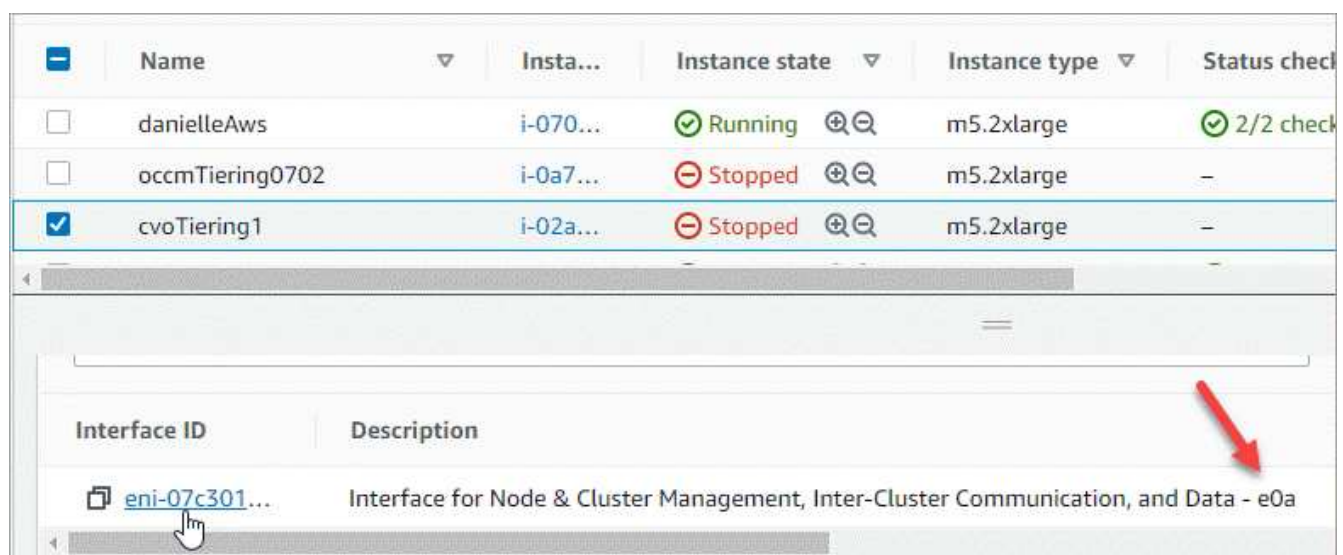 Name Insta... Instance state Instance type Status check
danielleAws i-070... Running m5.2xlarge 2/2 check
occmTiering0702 i-0a7... Stopped m5.2xlarge –
cvoTiering1 i-02a... Stopped m5.2xlarge –
Interface ID Description
eni-07c301... Interface for Node & Cluster Management, Inter-Cluster Communication, and Data - e0a